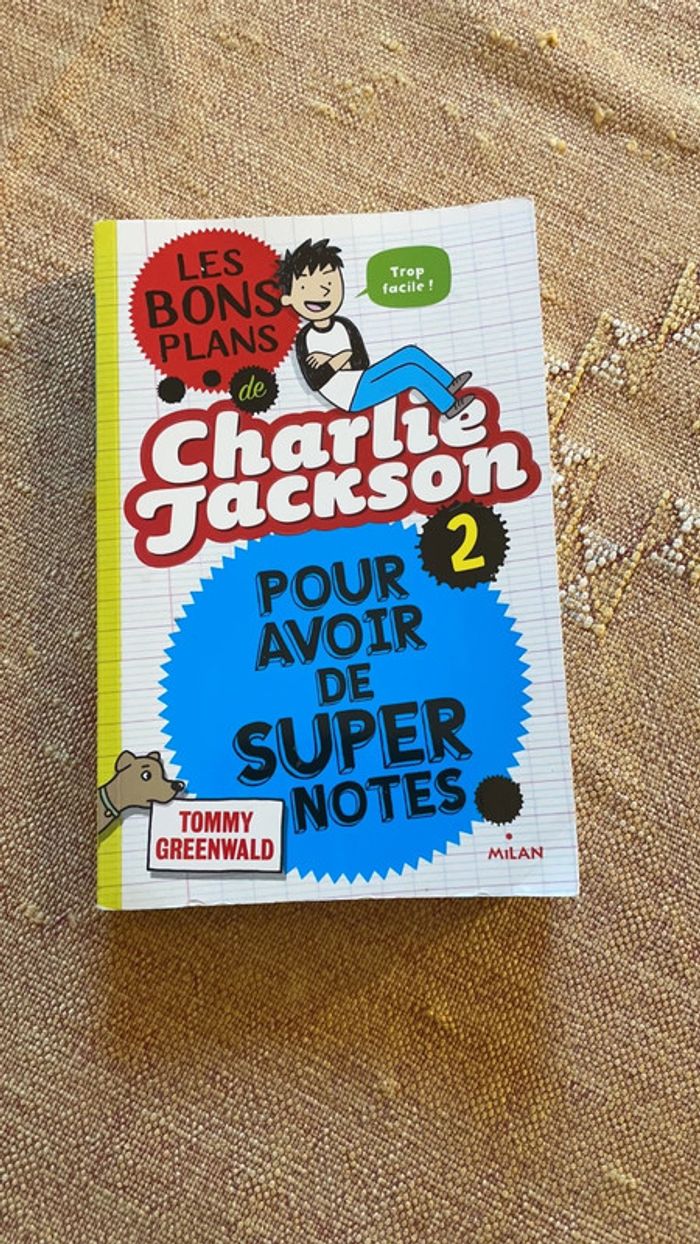 LES
BONS
PLANS
de
Trop
facile !
Charlie
Jackson
2
POUR
AVOIR
DE
SUPER
NOTES
TOMMY
GREENWALD
MiLAN